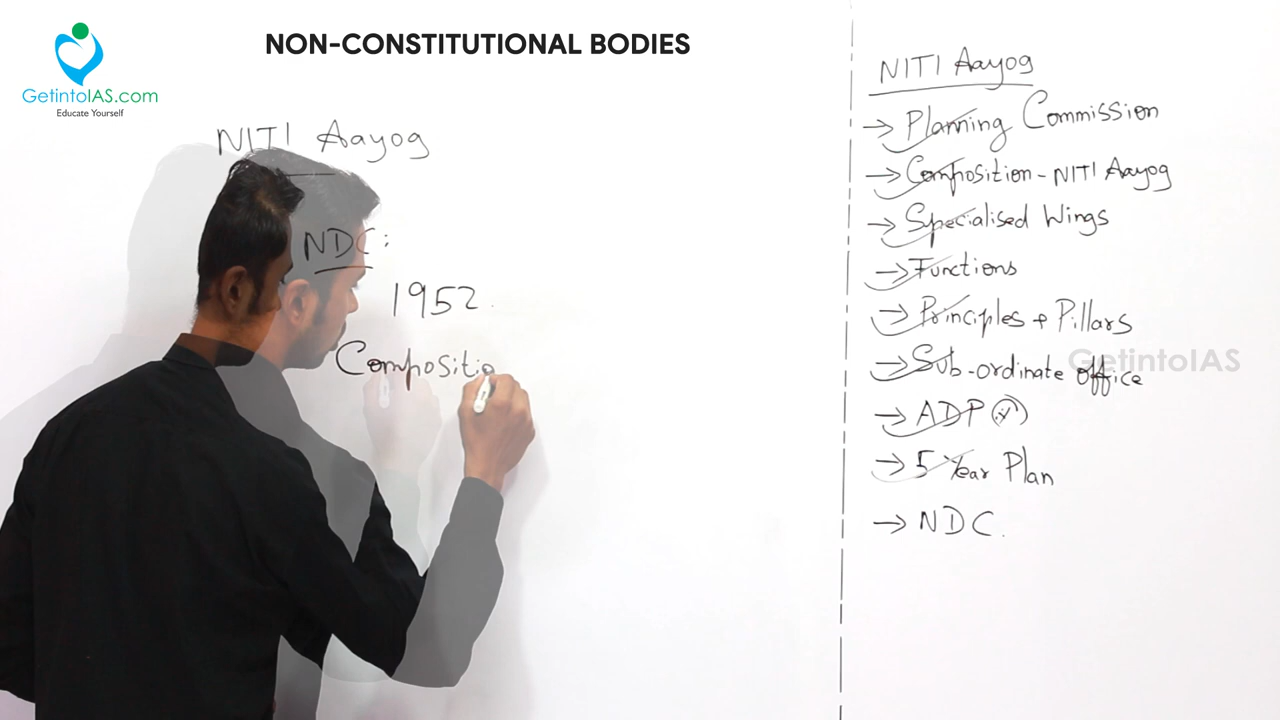 NON-CONSTITUTIONAL BODIES
GetintoIAS.com
Educate Yourself
NITI Aayog
NDC:
1952
Compositio
NITI Aayog
→ Planning Commission
→ Composition - NITI Aayog
→ Specialised Wings
→ Functions
→ Principles + Pillars
→ Sub-ordinate office
→ ADP
→ 5 Year Plan
→ NDC.
GetintoIAS